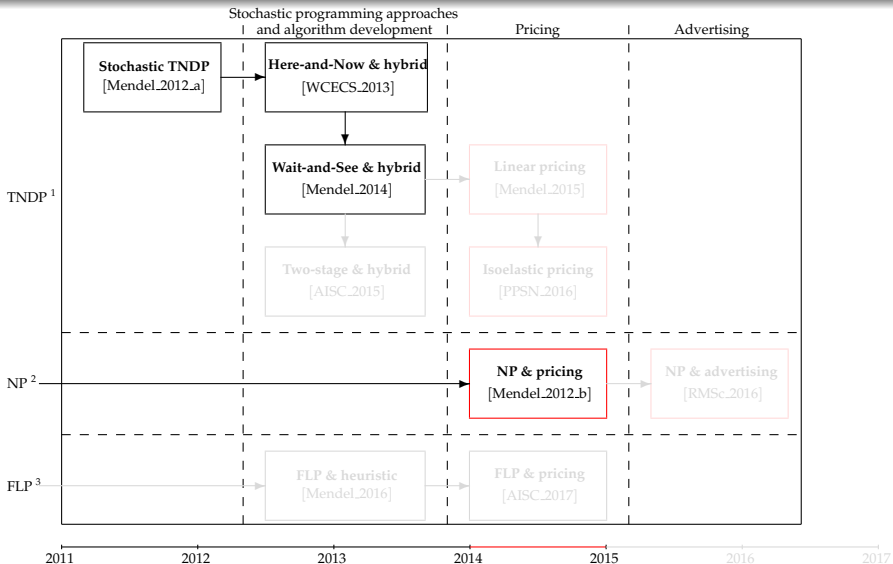 Stochastic programming approaches
and algorithm development
Pricing
Advertising
Stochastic TNDP
[Mendel_2012_a]
Here-and-Now & hybrid
[WCECS_2013]
Wait-and-See & hybrid
[Mendel_2014]
Linear pricing
[Mendel_2015]
TNDP 1
Two-stage & hybrid
[AISC_2015]
Isoelastic pricing
[PPSN_2016]
NP 2
NP & pricing
[Mendel_2012_b]
NP & advertising
[RMSc_2016]
FLP 3
FLP & heuristic
[Mendel_2016]
FLP & pricing
[AISC_2017]
2011 2012 2013 2014 2015 2016 2017